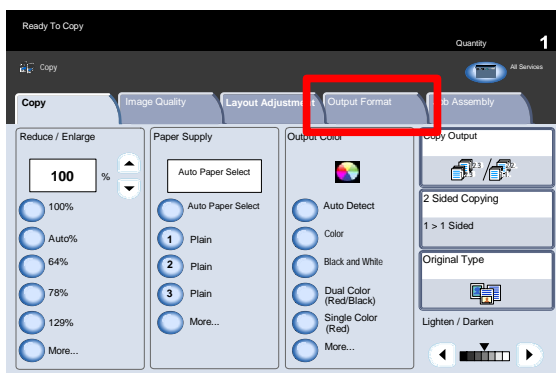 Ready To Copy
Quantity 1
Copy
All Services
Copy
Image Quality
Layout Adjustment
Output Format
Job Assembly
Reduce / Enlarge
100 %
100%
Auto%
64%
78%
129%
More...
Paper Supply
Auto Paper Select
Auto Paper Select
1 Plain
2 Plain
3 Plain
More...
Output Color
Auto Detect
Color
Black and White
Dual Color
(Red/Black)
Single Color
(Red)
More...
Copy Output
2 Sided Copying
1 > 1 Sided
Original Type
Lighten / Darken